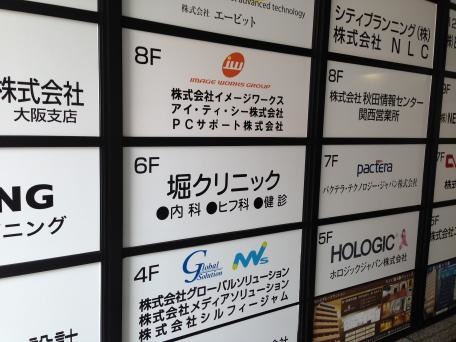 advanced technology
株式会社 エービット
株式会社
大阪支店
NG
ニング
設計
8F
iw
IMAGE WORKS GROUP
株式会社イメージワークス
アイ・ティ・シー株式会社
PCサポート株式会社
6F
堀クリニック
●内科 ●ヒフ科 ●健診
4F
Global
Solution
株式会社グローバルソリューション
株式会社メディアソリューション
株式会社シルフィージャム
シティプランニング(株)
株式会社 NLC
8F
株式会社 秋田情報センター
関西営業所
7F
pactera
パクテラ・テクノロジー・ジャパン株式会社
5F
HOLOGIC
ホロジックジャパン株式会社
8F
7F
5F